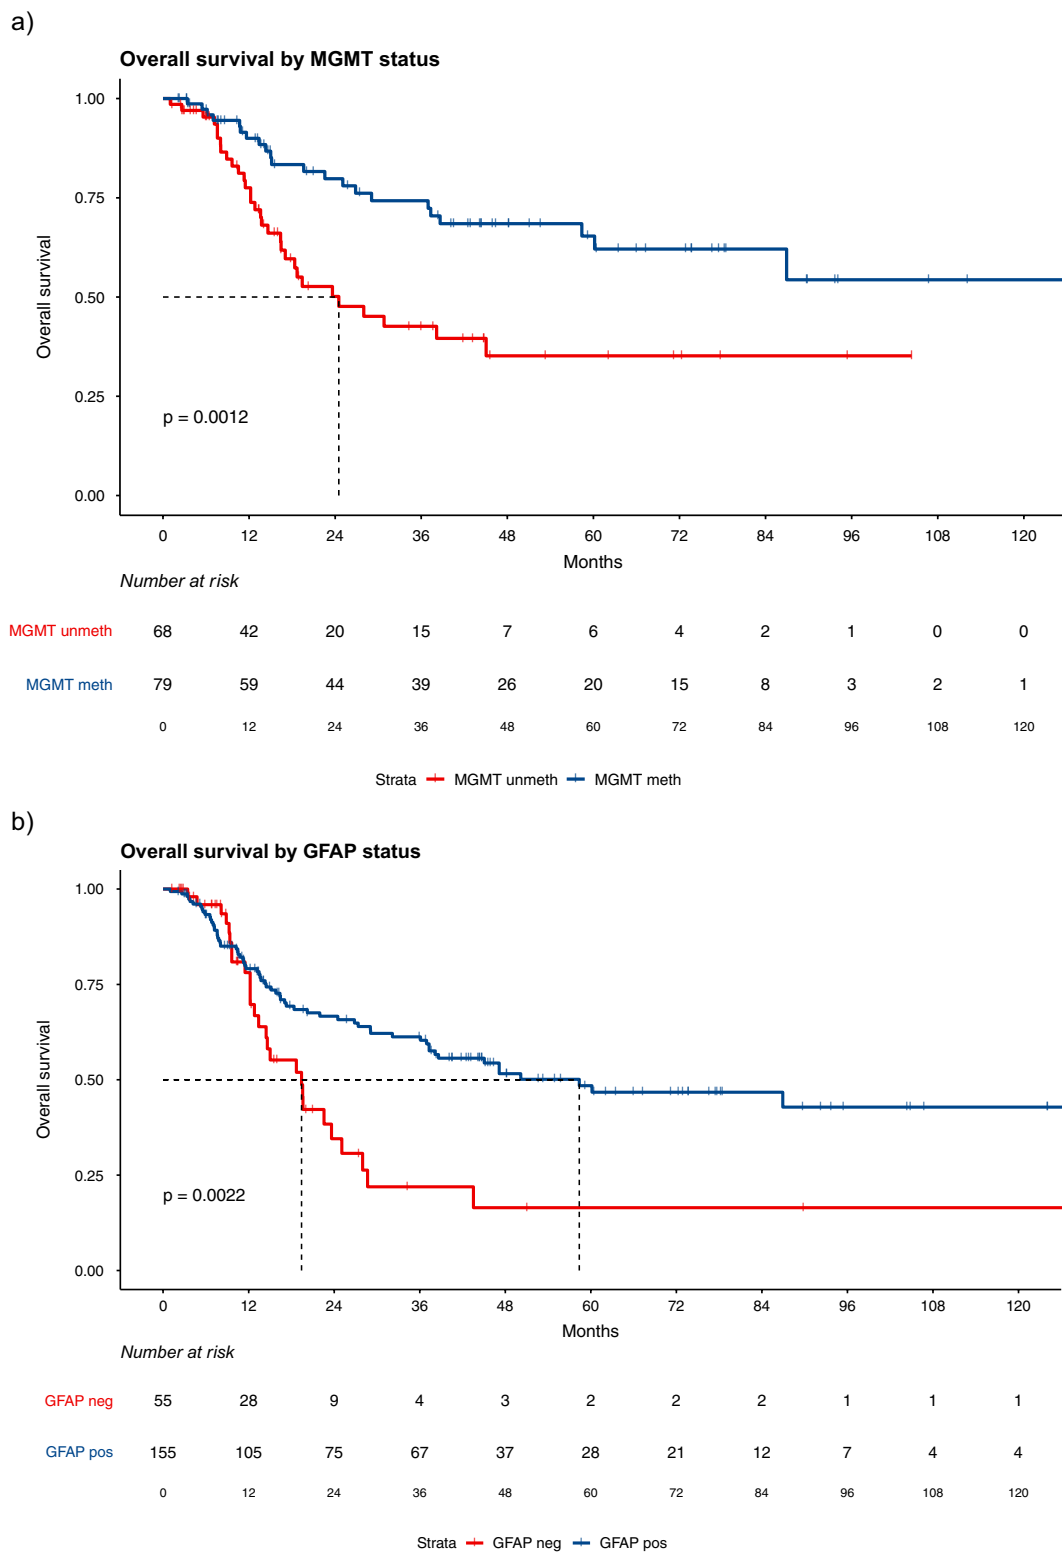 a)
Overall survival by MGMT status
1.00
0.75
0.50
0.25
0.00
Overall survival
p = 0.0012
0 12 24 36 48 60 72 84 96 108 120
Months
Number at risk
MGMT unmeth 68 42 20 15 7 6 4 2 1 0 0
MGMT meth 79 59 44 39 26 20 15 8 3 2 1
0 12 24 36 48 60 72 84 96 108 120
Strata MGMT unmeth MGMT meth
b)
Overall survival by GFAP status
1.00
0.75
0.50
0.25
0.00
Overall survival
p = 0.0022
0 12 24 36 48 60 72 84 96 108 120
Months
Number at risk
GFAP neg 55 28 9 4 3 2 2 2 1 1 1
GFAP pos 155 105 75 67 37 28 21 12 7 4 4
0 12 24 36 48 60 72 84 96 108 120
Strata GFAP neg GFAP pos